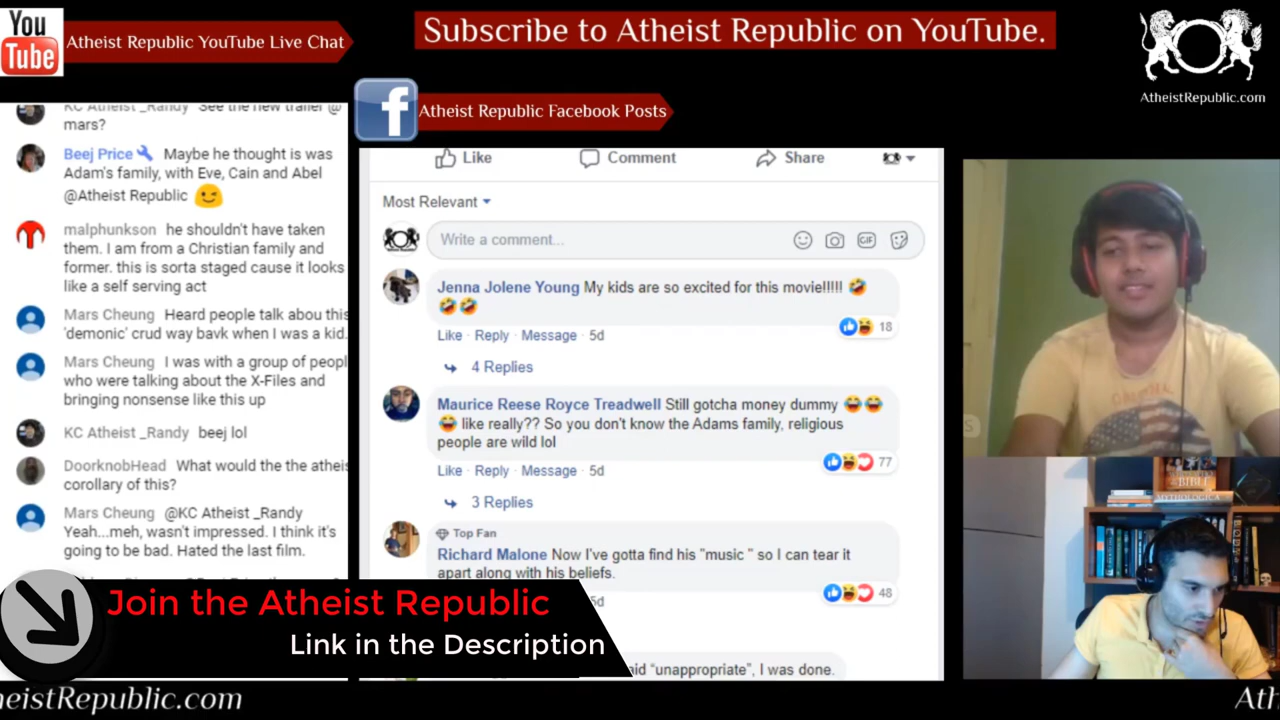 You
Tube
Atheist Republic YouTube Live Chat
Subscribe to Atheist Republic on YouTube.
AtheistRepublic.com
Atheist Republic Facebook Posts
KC Atheist _Randy See the new trailer @
mars?
Beej Price Maybe he thought is was
Adam's family, with Eve, Cain and Abel
@Atheist Republic
malphunkson he shouldn't have taken
them. I am from a Christian family and
former. this is sorta staged cause it looks
like a self serving act
Mars Cheung Heard people talk abou this
'demonic' crud way bavk when I was a kid.
Mars Cheung I was with a group of peopl
who were talking about the X-Files and
bringing nonsense like this up
KC Atheist _Randy beej lol
DoorknobHead What would the the atheis
corollary of this?
Mars Cheung @KC Atheist _Randy
Yeah...meh, wasn't impressed. I think it's
going to be bad. Hated the last film.
Like Comment Share
Most Relevant
Write a comment...
GIF
Jenna Jolene Young My kids are so excited for this movie!!!!!
18
Like · Reply · Message · 5d
4 Replies
Maurice Reese Royce Treadwell Still gotcha money dummy
like really?? So you don't know the Adams family, religious
people are wild lol
77
Like · Reply · Message · 5d
3 Replies
Top Fan
Richard Malone Now I've gotta find his "music " so I can tear it
apart along with his beliefs.
48
5d
aid "unappropriate", I was done.
BIBLE
MYTHOLOGICA
Join the Atheist Republic
Link in the Description
heistRepublic.com
Ath